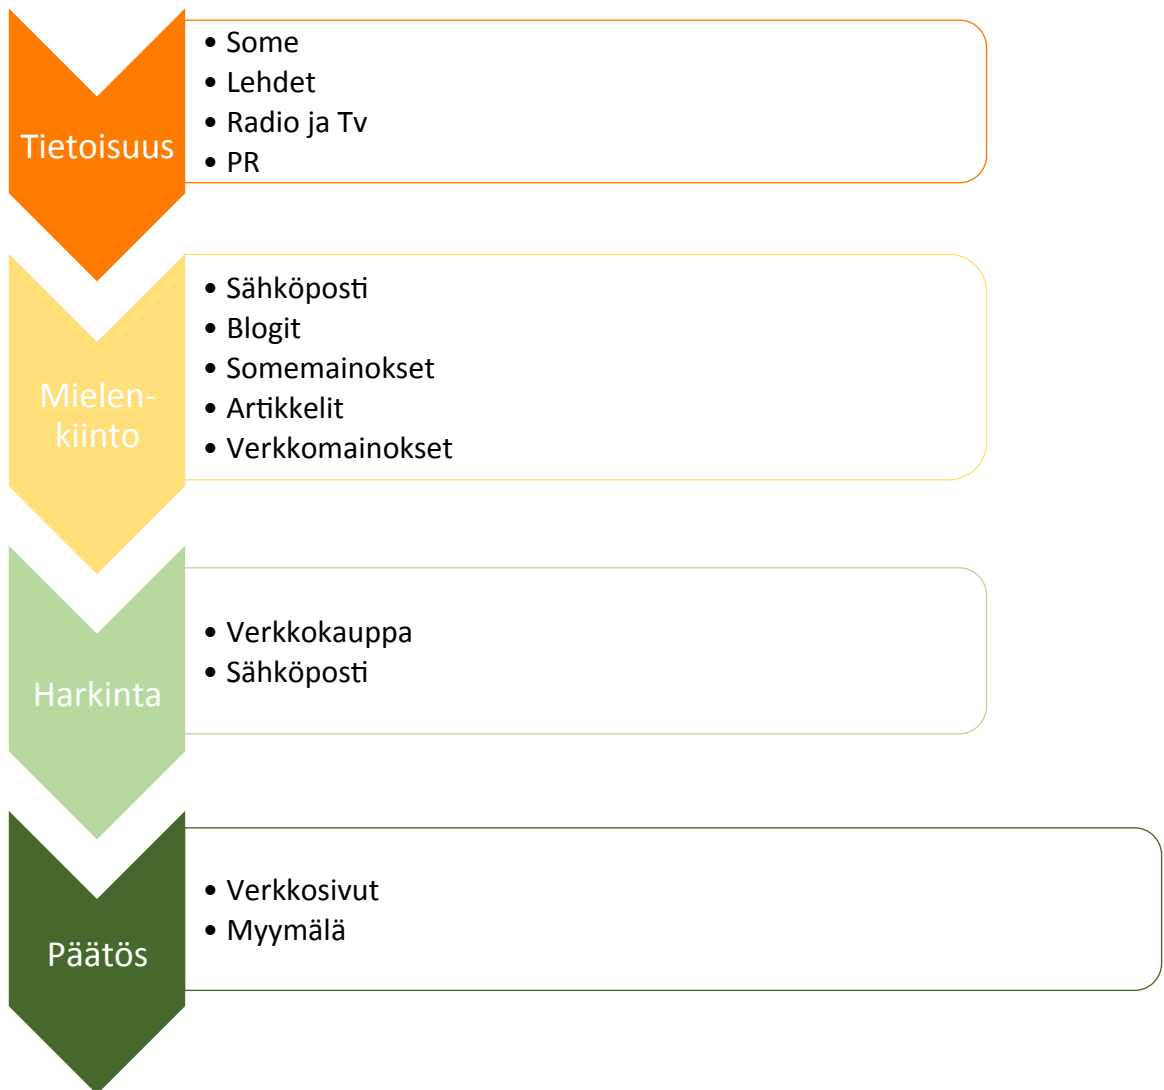 Tietoisuus
• Some
• Lehdet
• Radio ja Tv
• PR
Mielen-
kiinto
• Sähköposti
• Blogit
• Somemainokset
• Artikkelit
• Verkkomainokset
Harkinta
• Verkkokauppa
• Sähköposti
Päätös
• Verkkosivut
• Myymälä